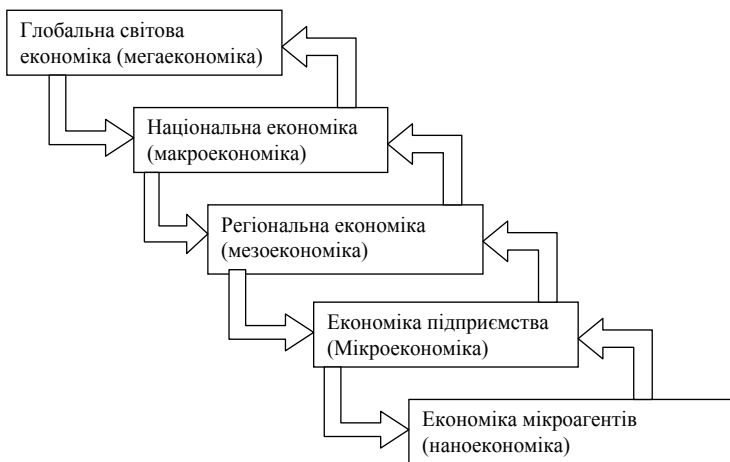 Глобальна світова
економіка (мегаекономіка)
Національна економіка
(макроекономіка)
Регіональна економіка
(мезоекономіка)
Економіка підприємства
(Мікроекономіка)
Економіка мікроагентів
(наноекономіка)